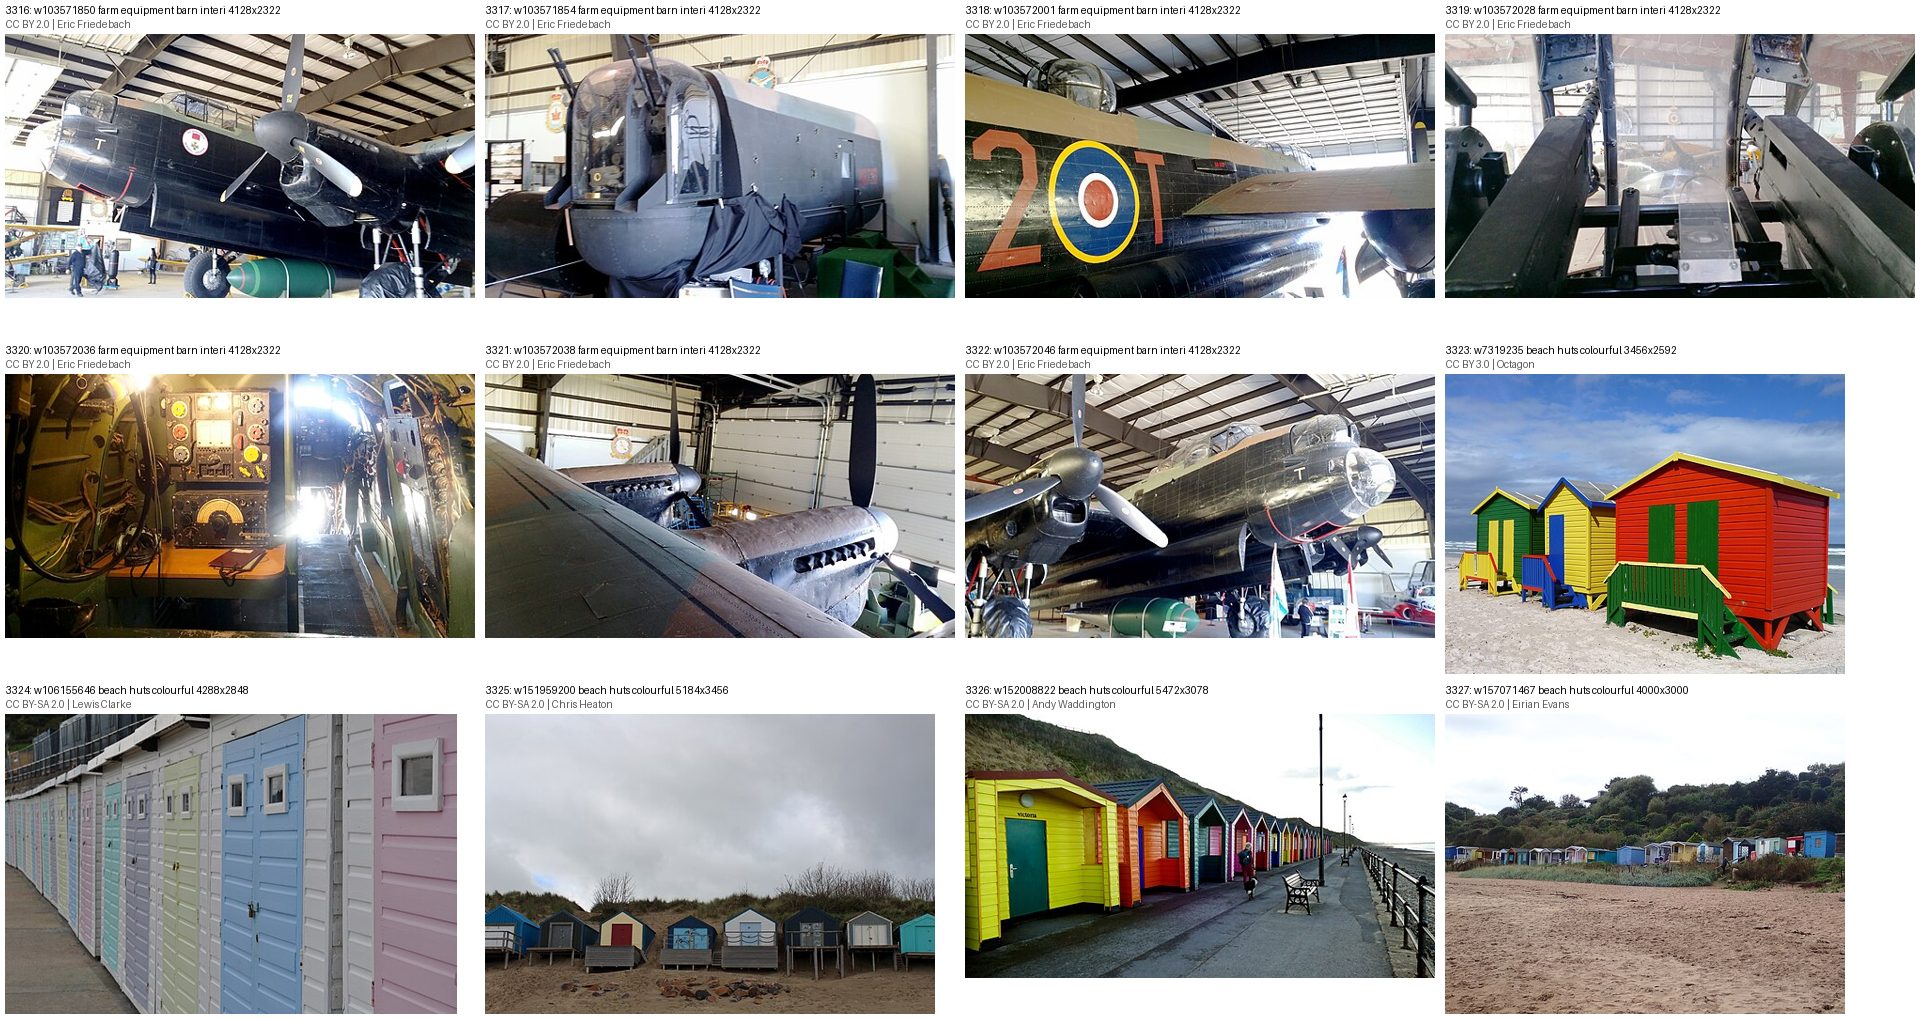 3316: w103571850 farm equipment barn interi 4128x2322
CC BY 2.0 | Eric Friedebach
3317: w103571854 farm equipment barn interi 4128x2322
CC BY 2.0 | Eric Friedebach
3318: w103572001 farm equipment barn interi 4128x2322
CC BY 2.0 | Eric Friedebach
3319: w103572028 farm equipment barn interi 4128x2322
CC BY 2.0 | Eric Friedebach
T
2 T
3320: w103572036 farm equipment barn interi 4128x2322
CC BY 2.0 | Eric Friedebach
3321: w103572038 farm equipment barn interi 4128x2322
CC BY 2.0 | Eric Friedebach
3322: w103572046 farm equipment barn interi 4128x2322
CC BY 2.0 | Eric Friedebach
3323: w7319235 beach huts colourful 3456x2592
CC BY 3.0 | Octagon
T
3324: w106155646 beach huts colourful 4288x2848
CC BY-SA 2.0 | Lewis Clarke
3325: w151959200 beach huts colourful 5184x3456
CC BY-SA 2.0 | Chris Heaton
3326: w152008822 beach huts colourful 5472x3078
CC BY-SA 2.0 | Andy Waddington
3327: w157071467 beach huts colourful 4000x3000
CC BY-SA 2.0 | Eirian Evans
victoria